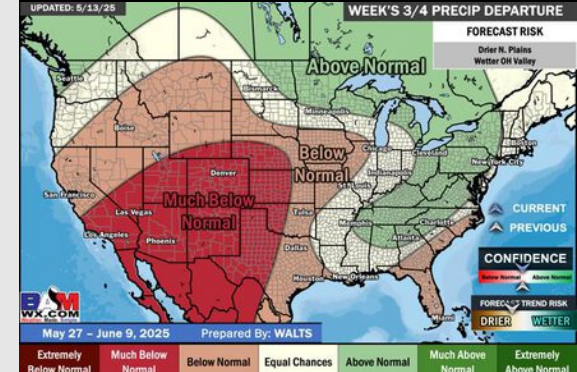 UPDATED: 5/13/25
WEEK'S 3/4 PRECIP DEPARTURE
FORECAST RISK
Drier N. Plains
Wetter OH Valley
Above Normal
Seattle
Bismarck
Minneapolis
Boise
Boston
Chicago
Cleveland
New York City
Below Normal
Indianapolis
Denver
St. Louis
San Francisco
Much Below Normal
Las Vegas
Tulsa
Memphis
Charlotte
Los Angeles
Phoenix
Atlanta
Dallas
CURRENT
PREVIOUS
Houston
New Orleans
Miami
CONFIDENCE
Below Normal
Above Normal
FORECAST TREND RISK
DRIER
WETTER
BAM
WX.COM
May 27 – June 9, 2025
Prepared By: WALTS
Extremely Below Normal
Much Below Normal
Below Normal
Equal Chances
Above Normal
Much Above Normal
Extremely Above Normal